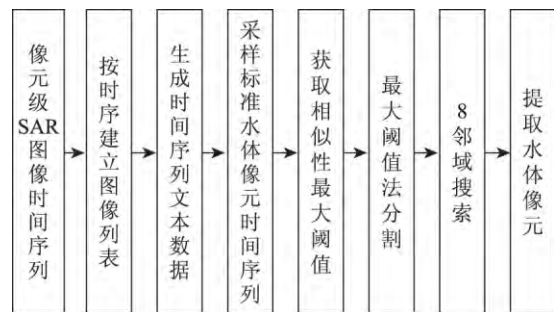 像元级SAR图像时间序列
按时序建立图像列表
生成时间序列文本数据
采样标准水体像元时间序列
获取相似性最大阈值
最大阈值法分割
8邻域搜索
提取水体像元